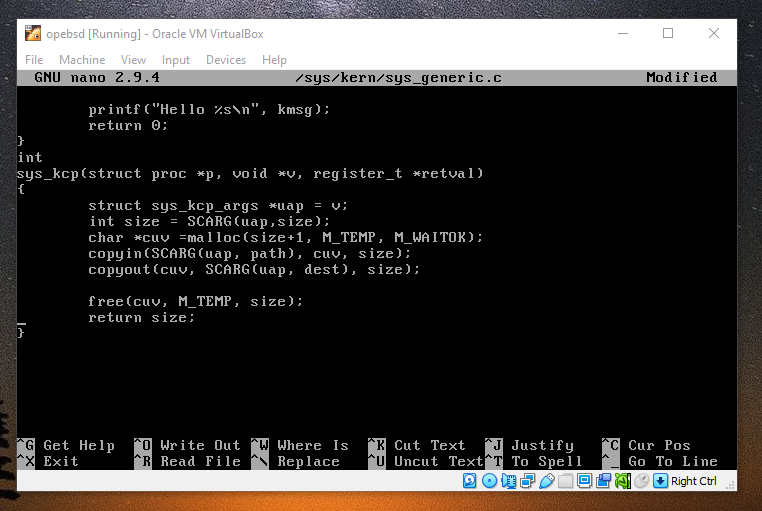 opebsd [Running] - Oracle VM VirtualBox
File Machine View Input Devices Help
GNU nano 2.9.4 /sys/kern/sys_generic.c Modified
printf("Hello %s\n", kmsg);
return 0;
}
int
sys_kcp(struct proc *p, void *v, register_t *retval)
{
struct sys_kcp_args *uap = v;
int size = SCARG(uap,size);
char *cuv =malloc(size+1, M_TEMP, M_WAITOK);
copyin(SCARG(uap, path), cuv, size);
copyout(cuv, SCARG(uap, dest), size);
free(cuv, M_TEMP, size);
return size;
}
^G Get Help ^O Write Out ^W Where Is ^K Cut Text ^J Justify ^C Cur Pos
^X Exit ^R Read File ^\ Replace ^U Uncut Text ^T To Spell ^_ Go To Line
Right Ctrl